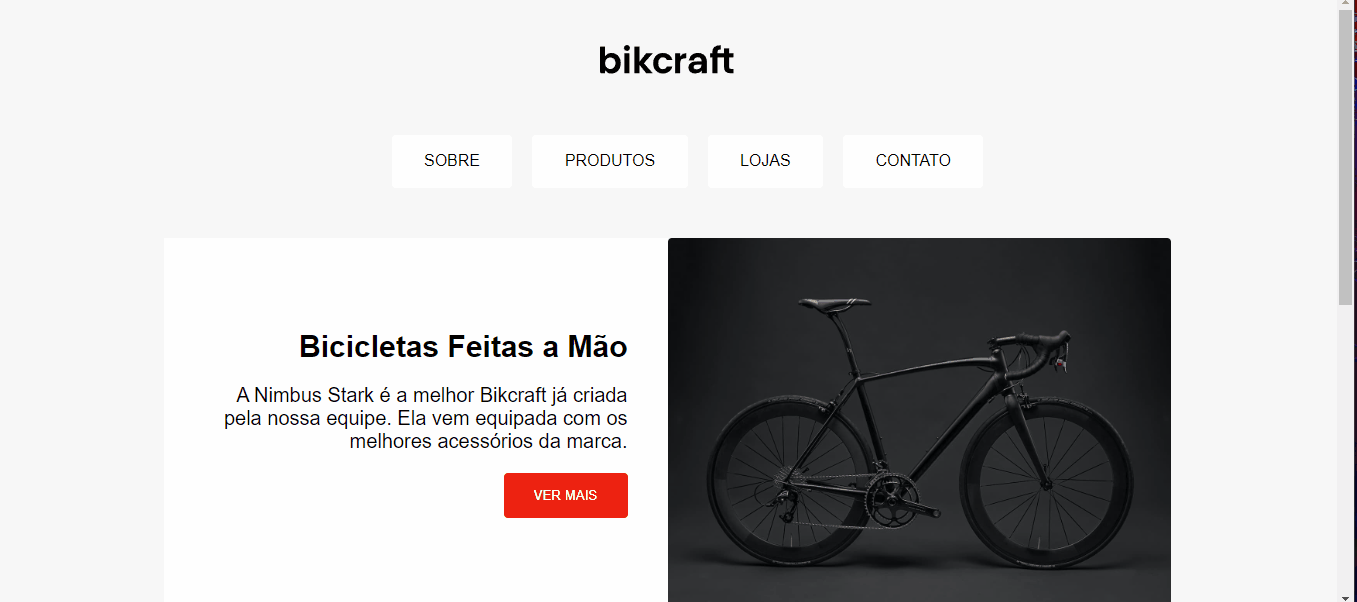 bikcraft
SOBRE
PRODUTOS
LOJAS
CONTATO
Bicicletas Feitas a Mão
A Nimbus Stark é a melhor Bikcraft já criada
pela nossa equipe. Ela vem equipada com os
melhores acessórios da marca.
VER MAIS